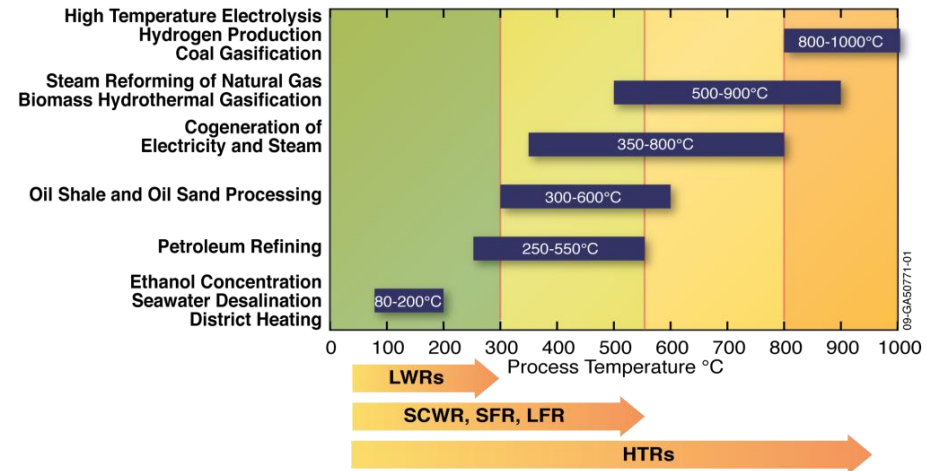 High Temperature Electrolysis
Hydrogen Production
Coal Gasification
800-1000°C
Steam Reforming of Natural Gas
Biomass Hydrothermal Gasification
500-900°C
Cogeneration of
Electricity and Steam
350-800°C
Oil Shale and Oil Sand Processing
300-600°C
Petroleum Refining
250-550°C
Ethanol Concentration
Seawater Desalination
District Heating
80-200°C
09-GA50771-01
0 100 200 300 400 500 600 700 800 900 1000
Process Temperature °C
LWRs
SCWR, SFR, LFR
HTRs